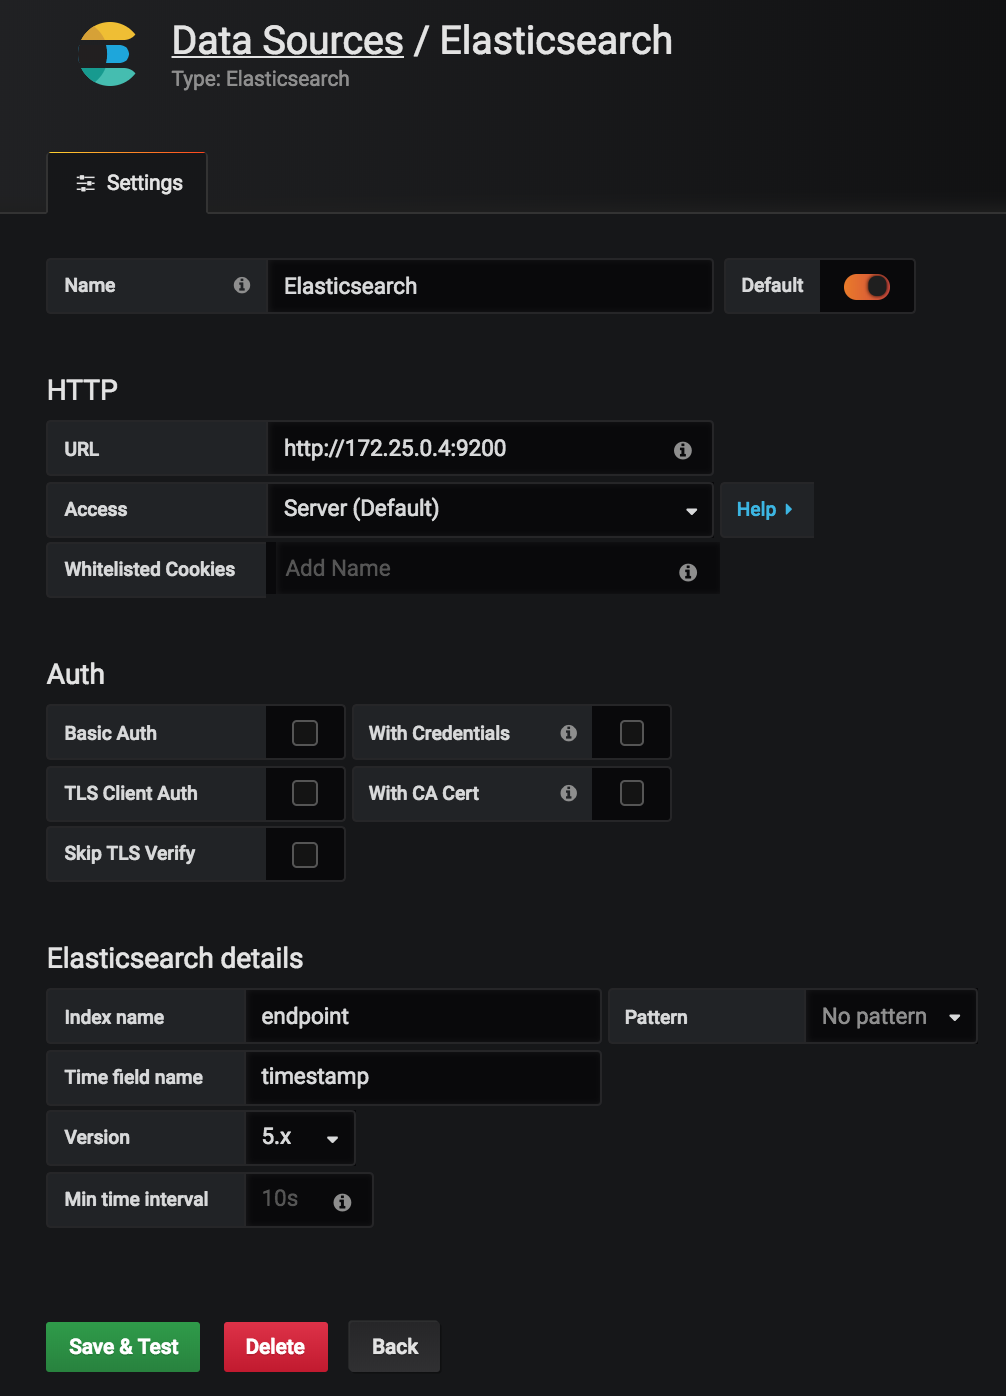 Data Sources / Elasticsearch
Type: Elasticsearch
Settings
Name Elasticsearch Default
HTTP
URL http://172.25.0.4:9200
Access Server (Default) Help
Whitelisted Cookies Add Name
Auth
Basic Auth With Credentials
TLS Client Auth With CA Cert
Skip TLS Verify
Elasticsearch details
Index name endpoint Pattern No pattern
Time field name timestamp
Version 5.x
Min time interval 10s
Save & Test Delete Back